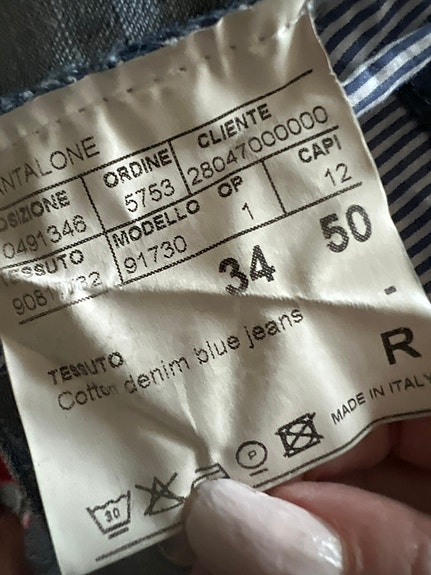 ANTALONE
OSIZIONE ORDINE CLIENTE
0491346 5753 28047000000
TESSUTO MODELLO OP CAPI
91730 1 12
34 50
-
R
TESSUTO
Cotton denim blue jeans
MADE IN ITALY
30 P